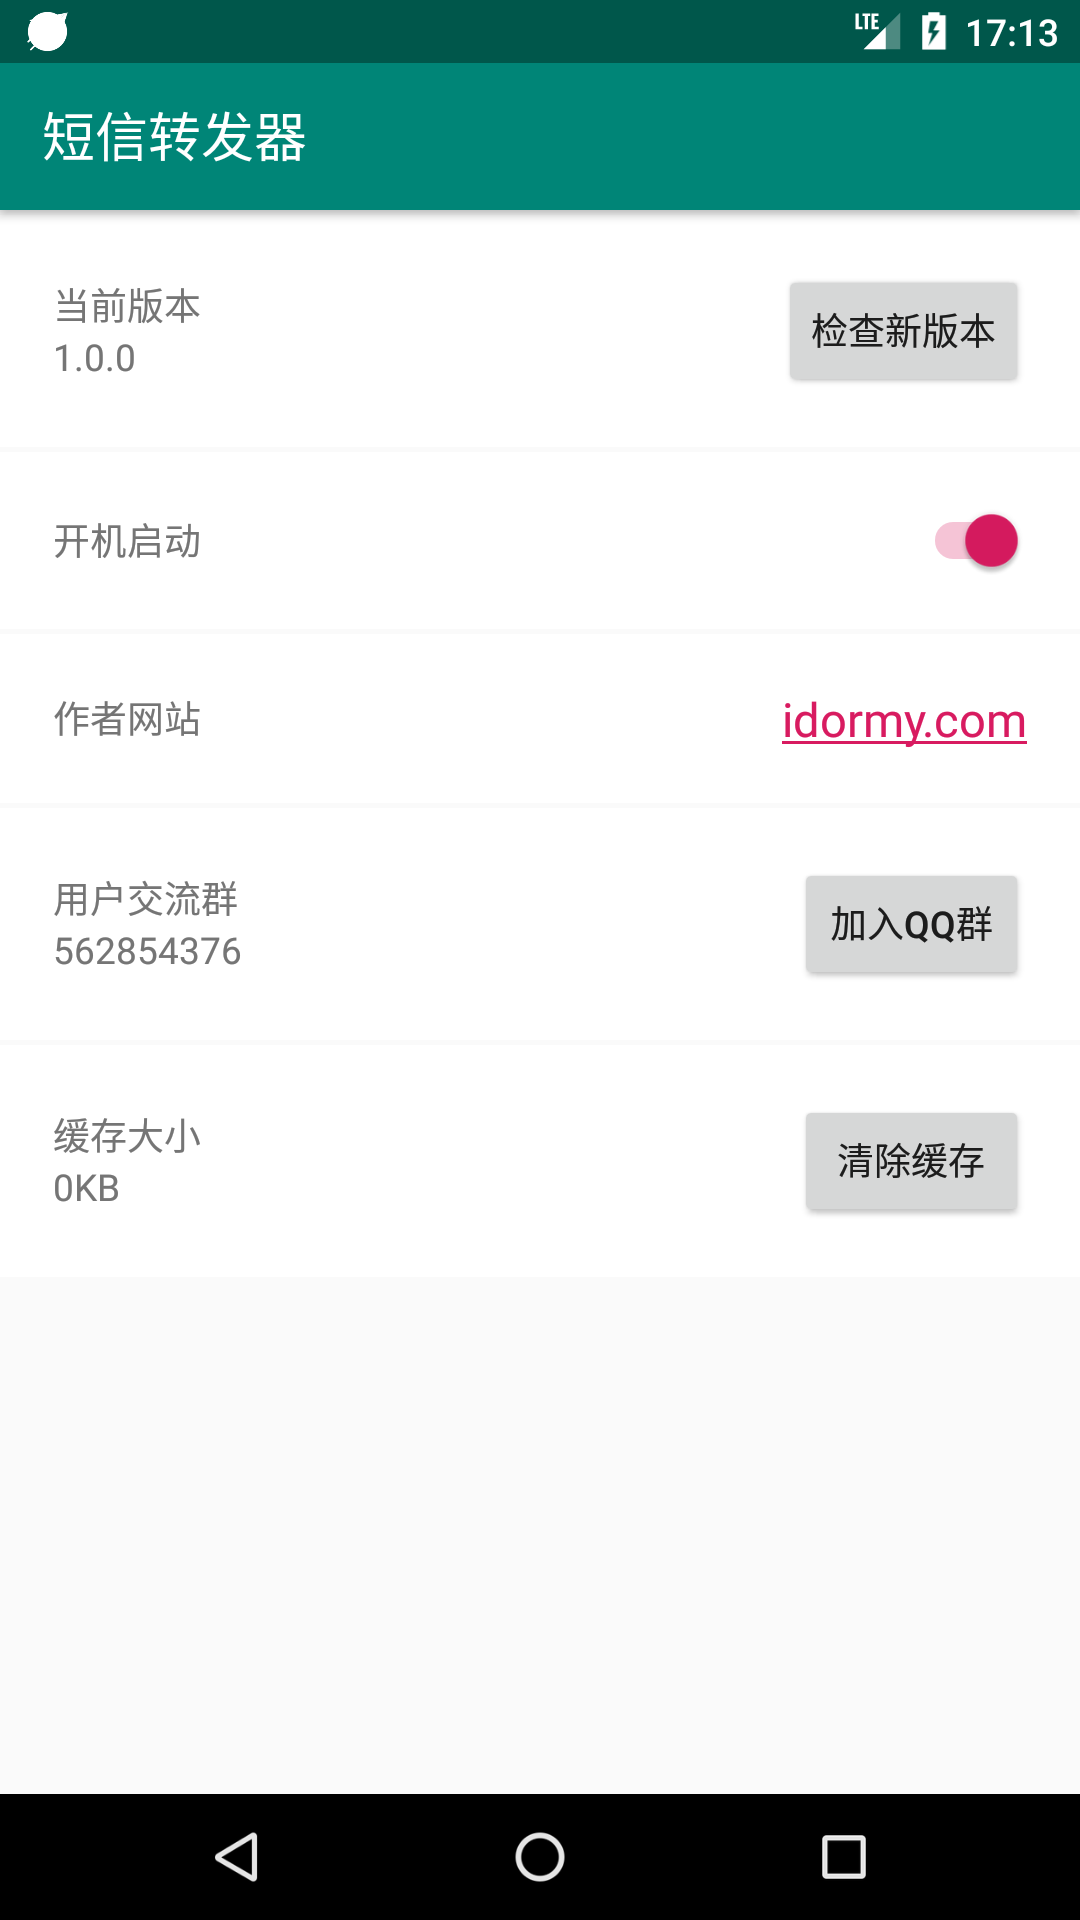 LTE 17:13
短信转发器
当前版本
1.0.0
检查新版本
开机启动
作者网站
idormy.com
用户交流群
562854376
加入QQ群
缓存大小
0KB
清除缓存